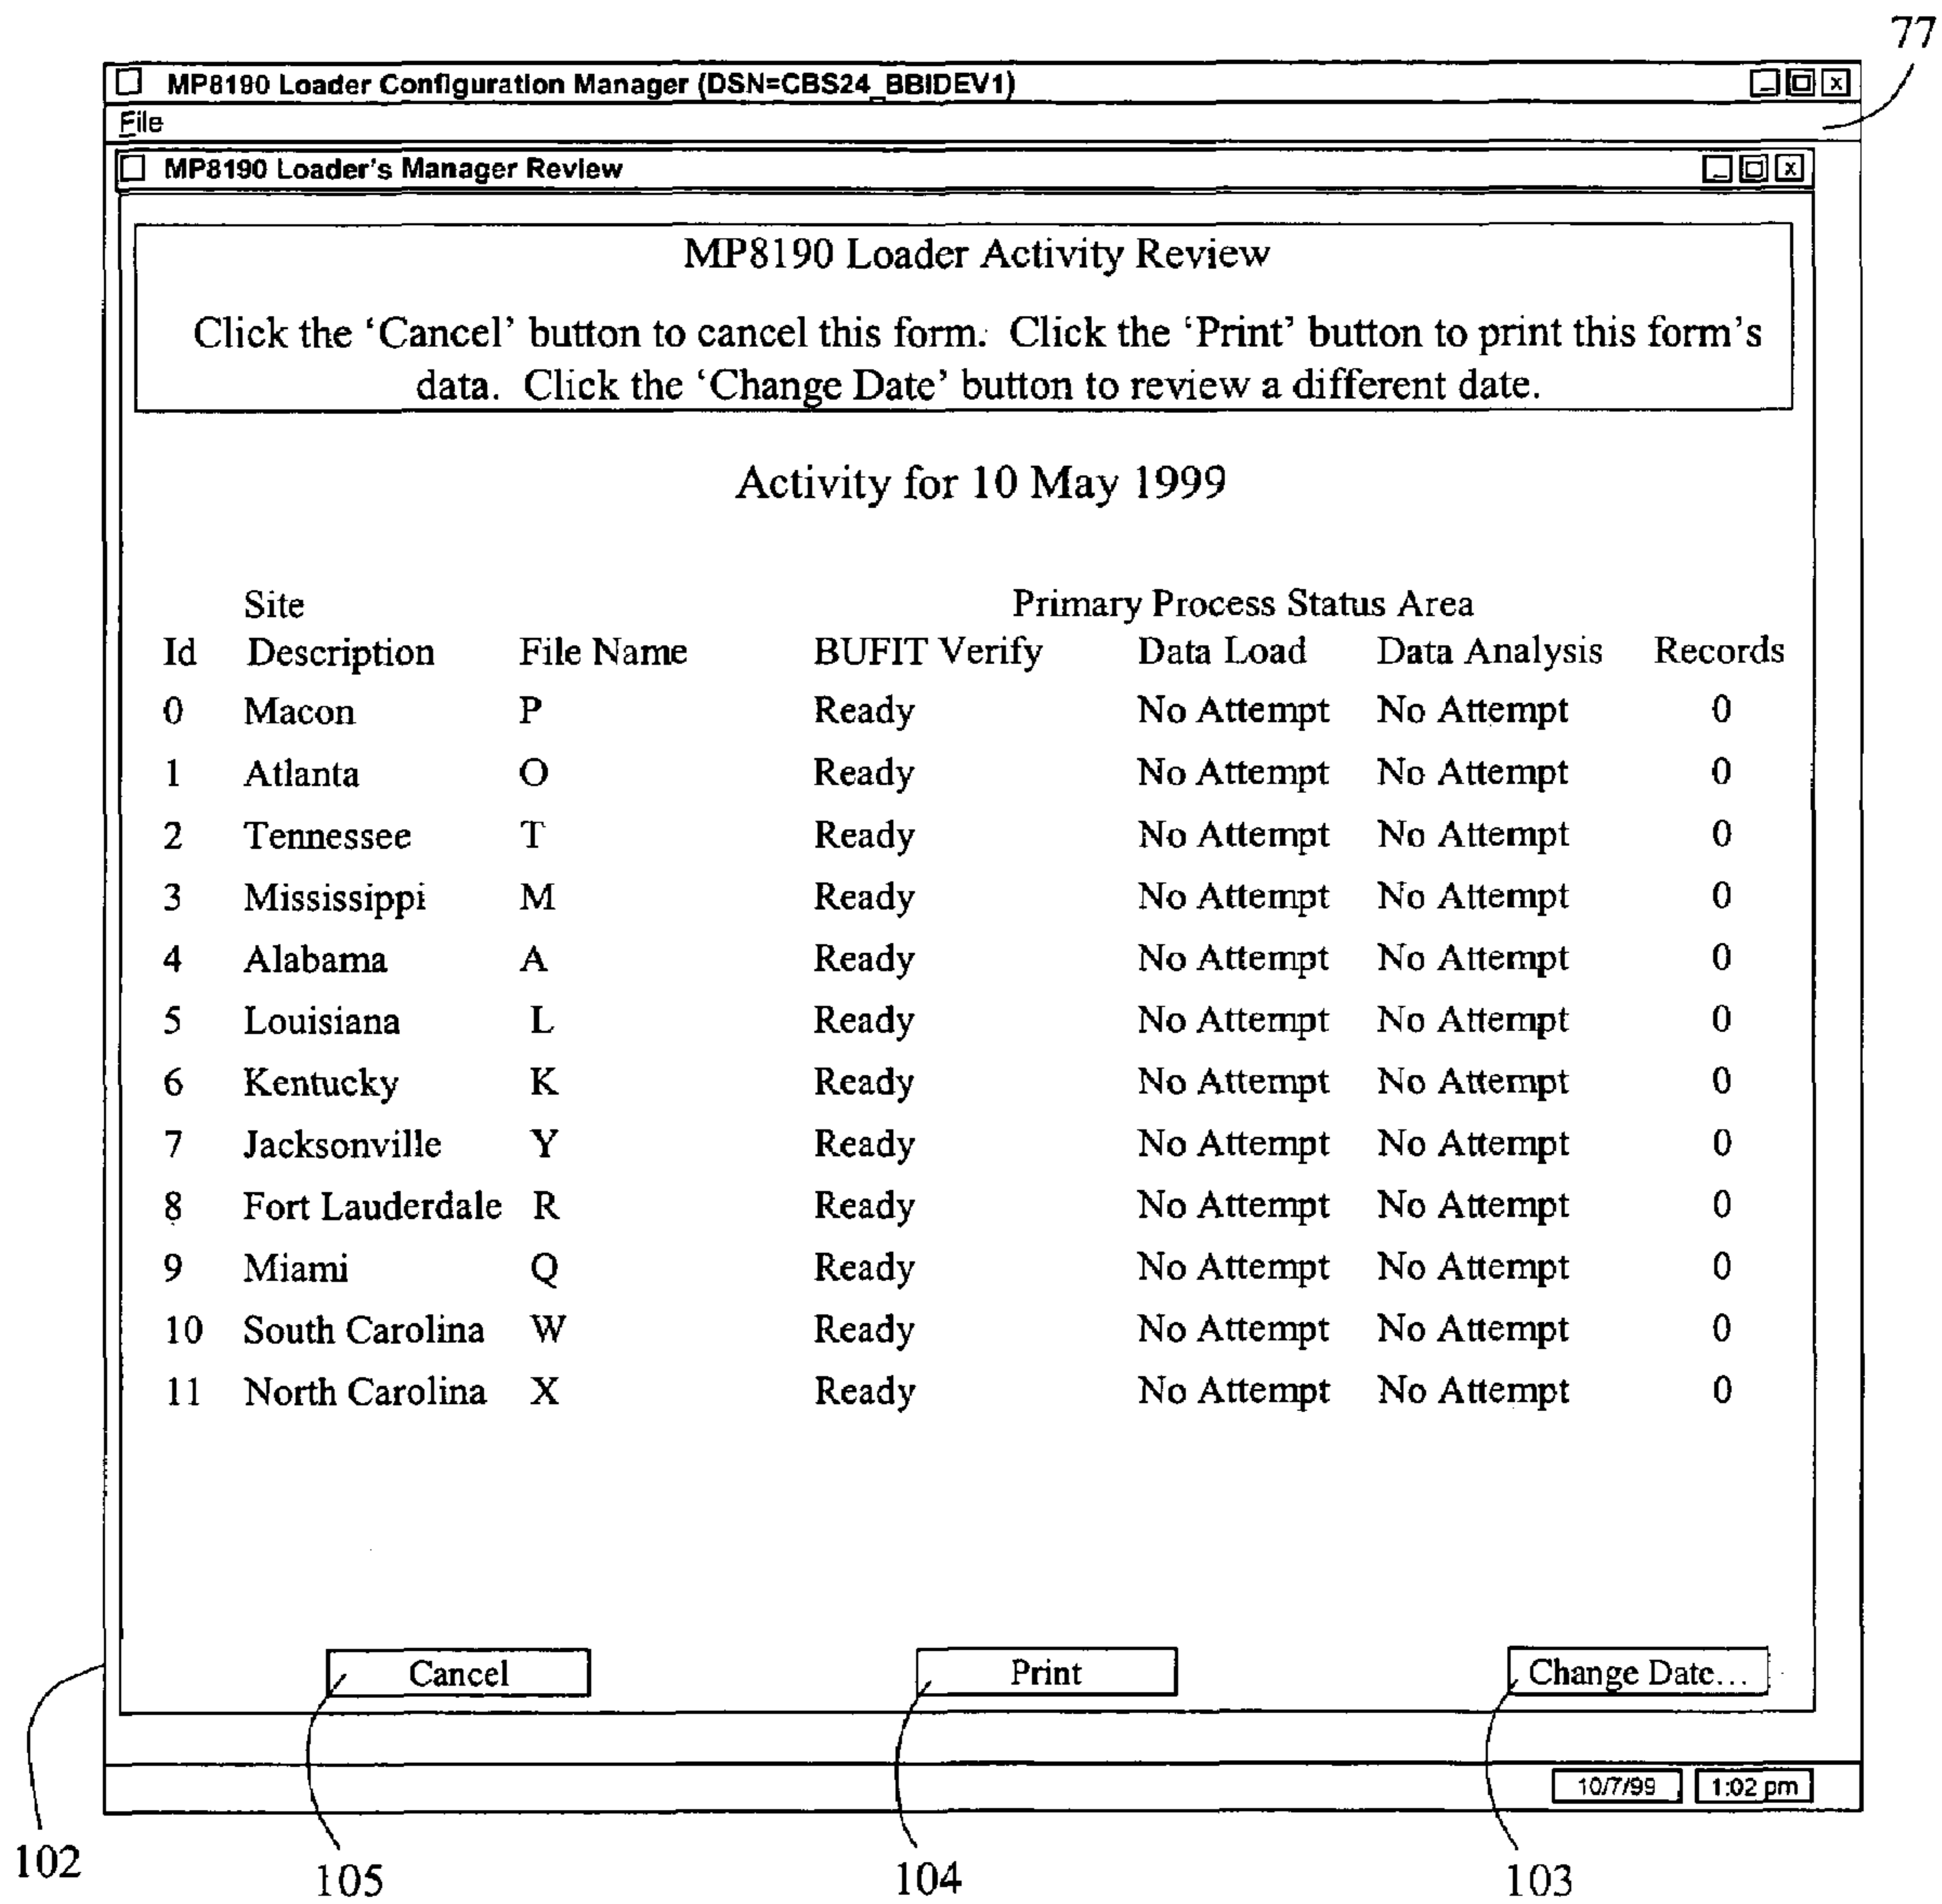 77
MP8190 Loader Configuration Manager (DSN=CBS24_BBIDEV1)
File
MP8190 Loader's Manager Review
MP8190 Loader Activity Review
Click the ‘Cancel’ button to cancel this form. Click the ‘Print’ button to print this form’s
data. Click the ‘Change Date’ button to review a different date.
Activity for 10 May 1999
Site Primary Process Status Area
Id Description File Name BUFIT Verify Data Load Data Analysis Records
0 Macon P Ready No Attempt No Attempt 0
1 Atlanta O Ready No Attempt No Attempt 0
2 Tennessee T Ready No Attempt No Attempt 0
3 Mississippi M Ready No Attempt No Attempt 0
4 Alabama A Ready No Attempt No Attempt 0
5 Louisiana L Ready No Attempt No Attempt 0
6 Kentucky K Ready No Attempt No Attempt 0
7 Jacksonville Y Ready No Attempt No Attempt 0
8 Fort Lauderdale R Ready No Attempt No Attempt 0
9 Miami Q Ready No Attempt No Attempt 0
10 South Carolina W Ready No Attempt No Attempt 0
11 North Carolina X Ready No Attempt No Attempt 0
Cancel Print Change Date...
10/7/99 1:02 pm
102 105 104 103